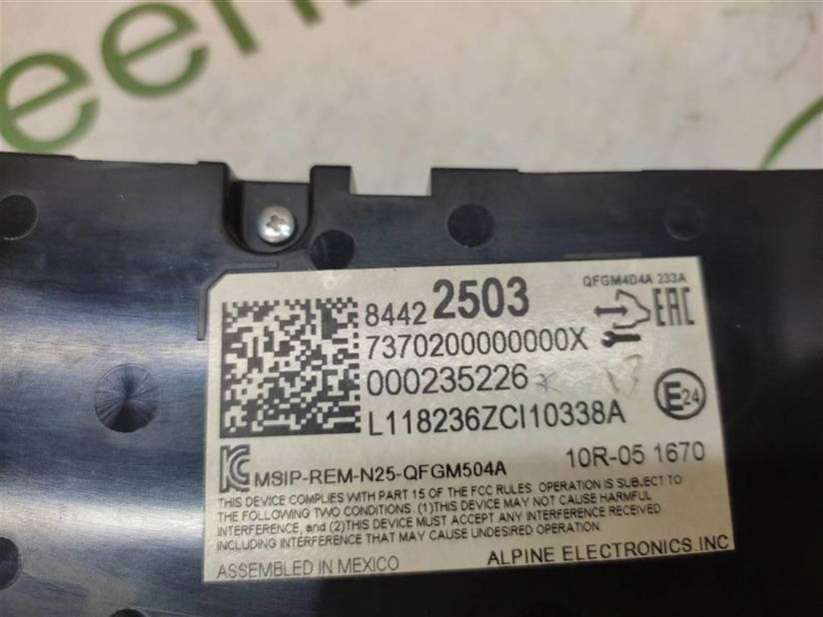 een
QFGM4D4A 233A
8442 2503
EAC
7370200000000X
000235226
L118236ZCI10338A
E24
10R-05 1670
MSIP-REM-N25-QFGM504A
THIS DEVICE COMPLIES WITH PART 15 OF THE FCC RULES OPERATION IS SUBJECT TO
THE FOLLOWING TWO CONDITIONS (1)THIS DEVICE MAY NOT CAUSE HARMFUL
INTERFERENCE, and (2)THIS DEVICE MUST ACCEPT ANY INTERFERENCE RECEIVED
INCLUDING INTERFERENCE THAT MAY CAUSE UNDESIRED OPERATION.
ASSEMBLED IN MEXICO
ALPINE ELECTRONICS,INC